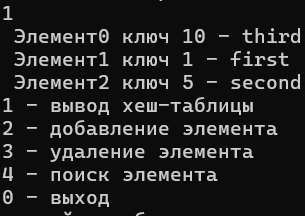 1
Элемент0 ключ 10 - third
Элемент1 ключ 1 - first
Элемент2 ключ 5 - second
1 - вывод хеш-таблицы
2 - добавление элемента
3 - удаление элемента
4 - поиск элемента
0 - выход